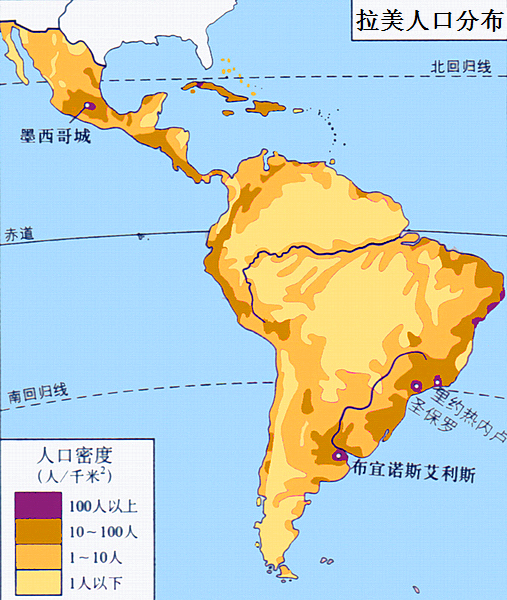 拉美人口分布
北回归线
墨西哥城
赤道
南回归线
里约热内卢
圣保罗
布宜诺斯艾利斯
人口密度
(人/千米²)
100人以上
10～100人
1～10人
1人以下